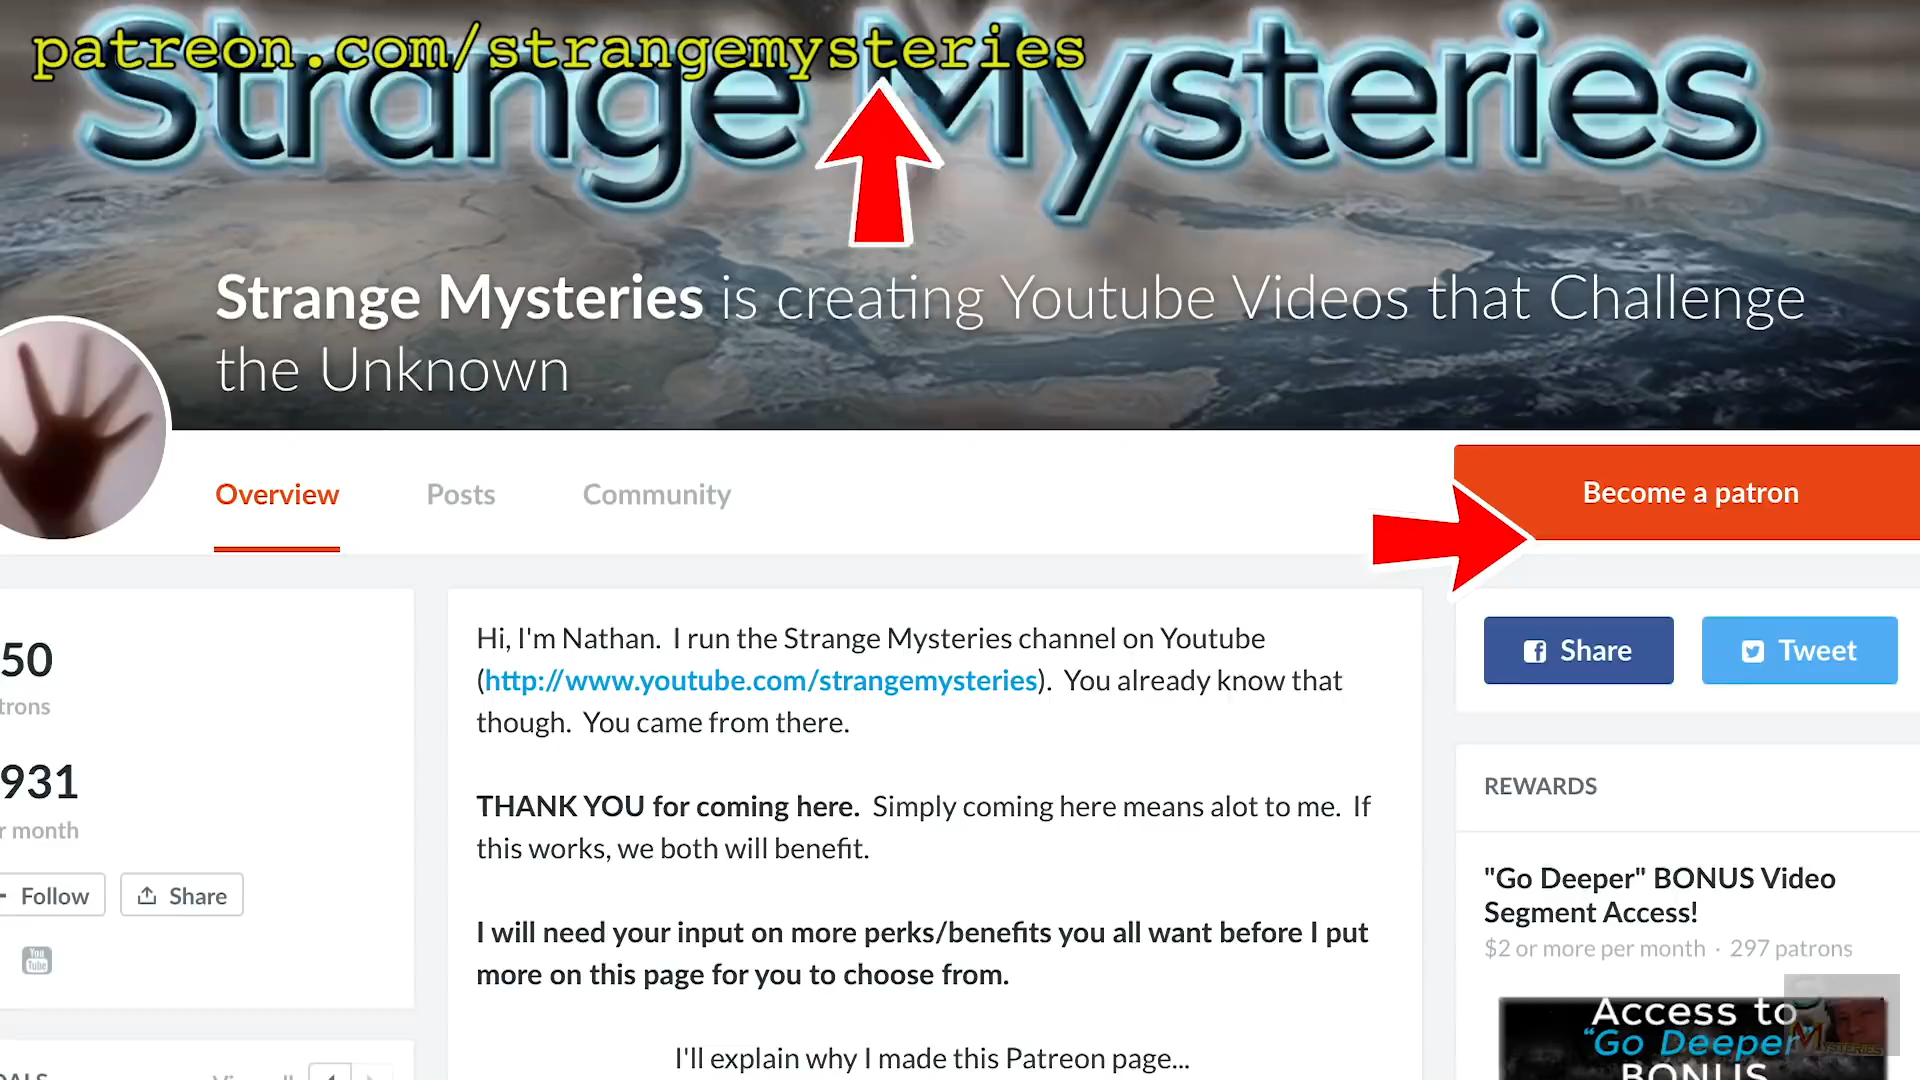 patreon.com/strangemysteries
Strange Mysteries
Strange Mysteries is creating Youtube Videos that Challenge
the Unknown
Overview
Posts
Community
Become a patron
50
trons
931
r month
Follow
Share
You
Tube
Hi, I'm Nathan.  I run the Strange Mysteries channel on Youtube
(http://www.youtube.com/strangemysteries).  You already know that
though.  You came from there.
THANK YOU for coming here.  Simply coming here means alot to me.  If
this works, we both will benefit.
I will need your input on more perks/benefits you all want before I put
more on this page for you to choose from.
I'll explain why I made this Patreon page...
Share
Tweet
REWARDS
"Go Deeper" BONUS Video
Segment Access!
$2 or more per month · 297 patrons
Access to
"Go Deeper"
BONUS